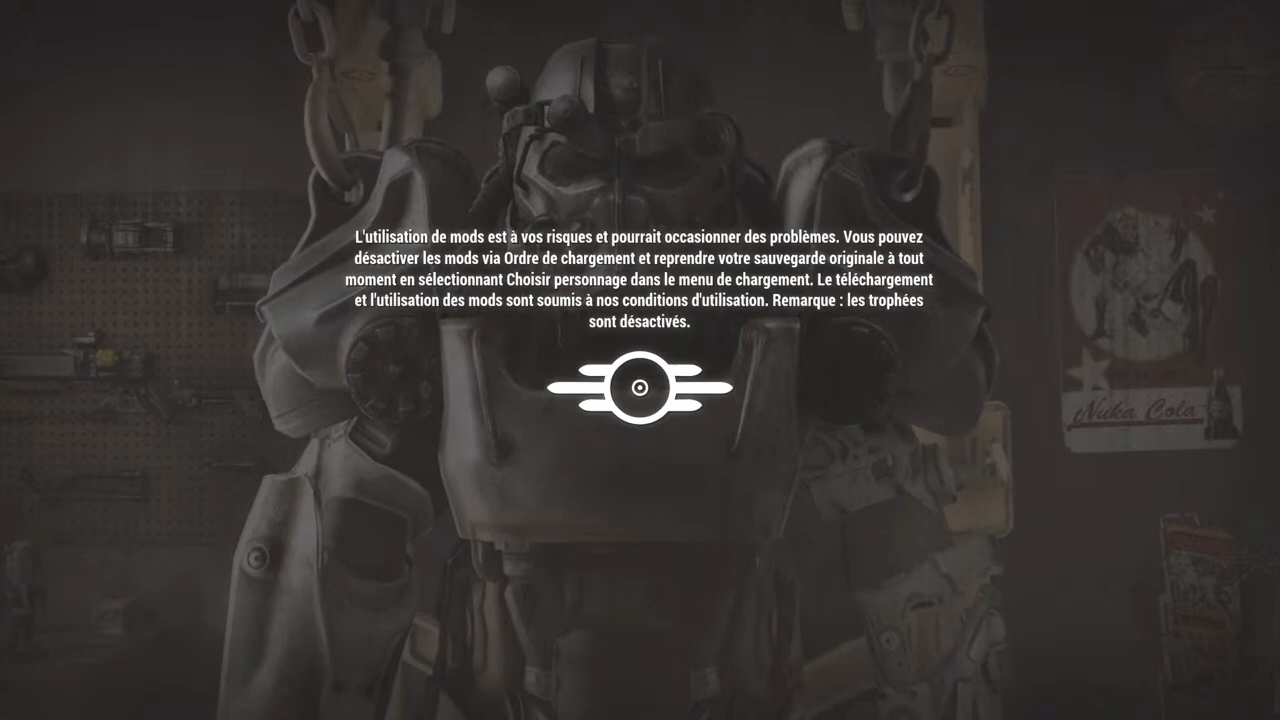 L'utilisation de mods est à vos risques et pourrait occasionner des problèmes. Vous pouvez
désactiver les mods via Ordre de chargement et reprendre votre sauvegarde originale à tout
moment en sélectionnant Choisir personnage dans le menu de chargement. Le téléchargement
et l'utilisation des mods sont soumis à nos conditions d'utilisation. Remarque : les trophées
sont désactivés.
Nuka Cola